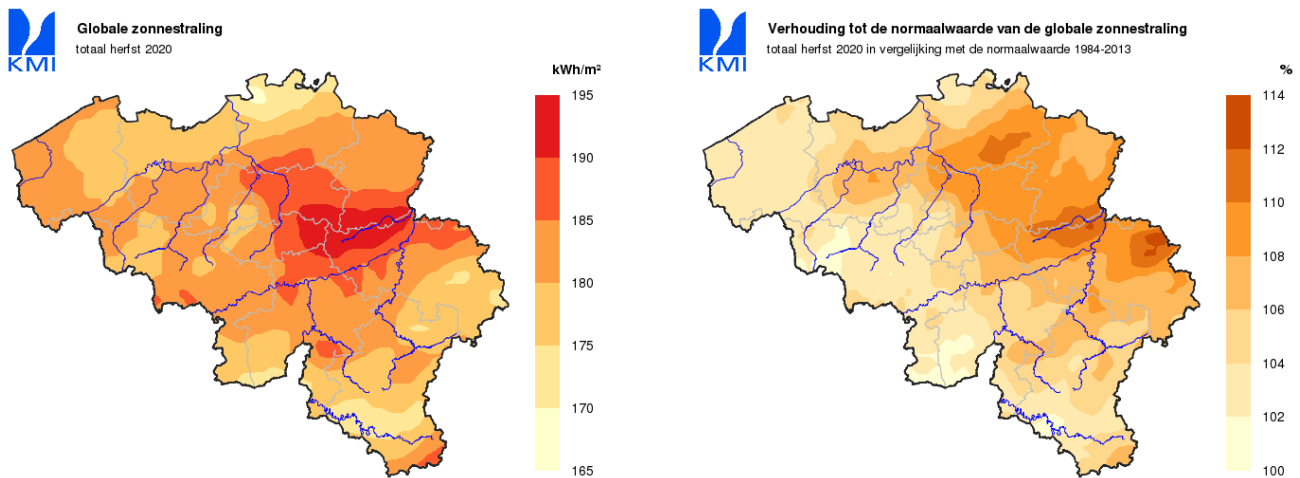 Globale zonnestraling
totaal herfst 2020
KMI
kWh/m²
195
190
185
180
175
170
165
Verhouding tot de normaalwaarde van de globale zonnestraling
totaal herfst 2020 in vergelijking met de normaalwaarde 1984-2013
KMI
%
114
112
110
108
106
104
102
100